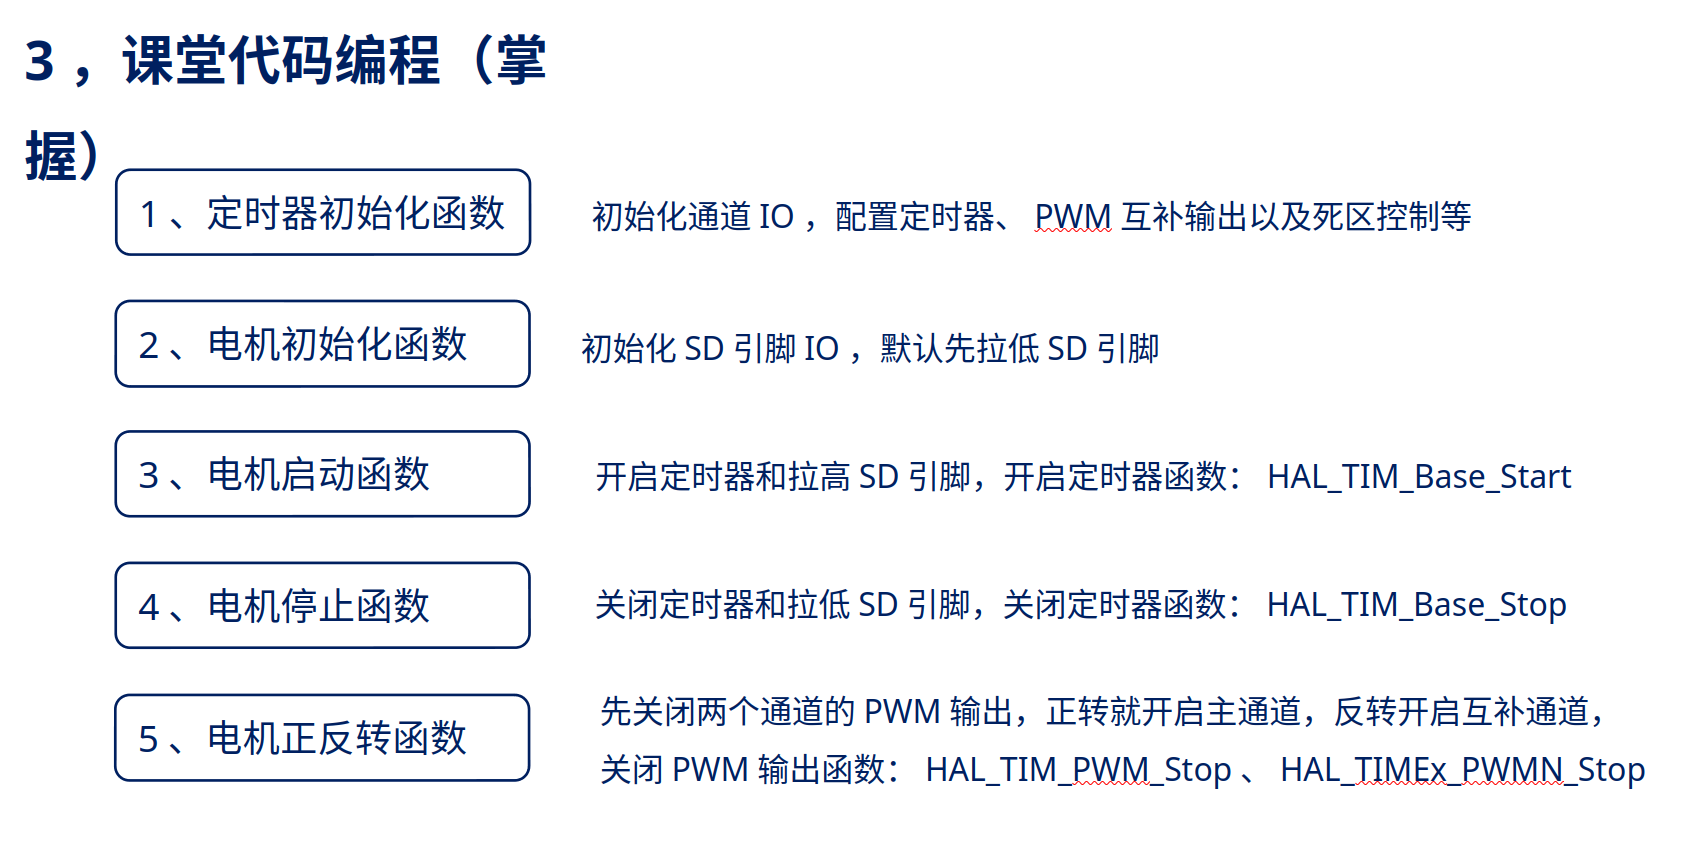 3，课堂代码编程（掌
握）
1、定时器初始化函数
初始化通道 IO，配置定时器、 PWM 互补输出以及死区控制等
2、电机初始化函数
初始化 SD 引脚 IO，默认先拉低 SD 引脚
3、电机启动函数
开启定时器和拉高 SD 引脚，开启定时器函数： HAL_TIM_Base_Start
4、电机停止函数
关闭定时器和拉低 SD 引脚，关闭定时器函数： HAL_TIM_Base_Stop
5、电机正反转函数
先关闭两个通道的 PWM 输出，正转就开启主通道，反转开启互补通道，
关闭 PWM 输出函数： HAL_TIM_PWM_Stop 、 HAL_TIMEx_PWMN_Stop